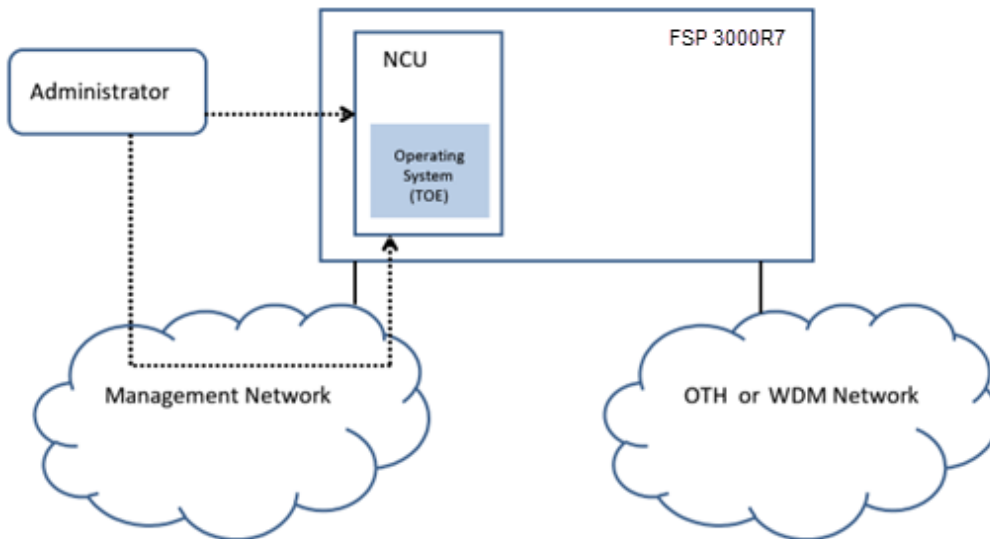 FSP 3000R7
NCU
Administrator
Operating
System
(TOE)
Management Network
OTH or WDM Network